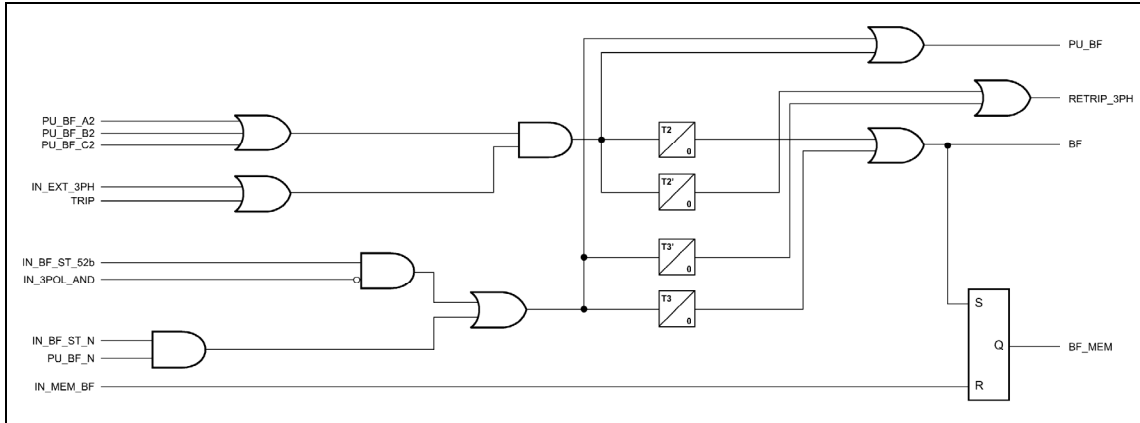 PU_BF
RETRIP_3PH
PU_BF_A2
PU_BF_B2
PU_BF_C2
T2
0
BF
IN_EXT_3PH
TRIP
T2'
0
IN_BF_ST_52b
IN_3POL_AND
T3'
0
T3
0
S
IN_BF_ST_N
PU_BF_N
Q
BF_MEM
IN_MEM_BF
R